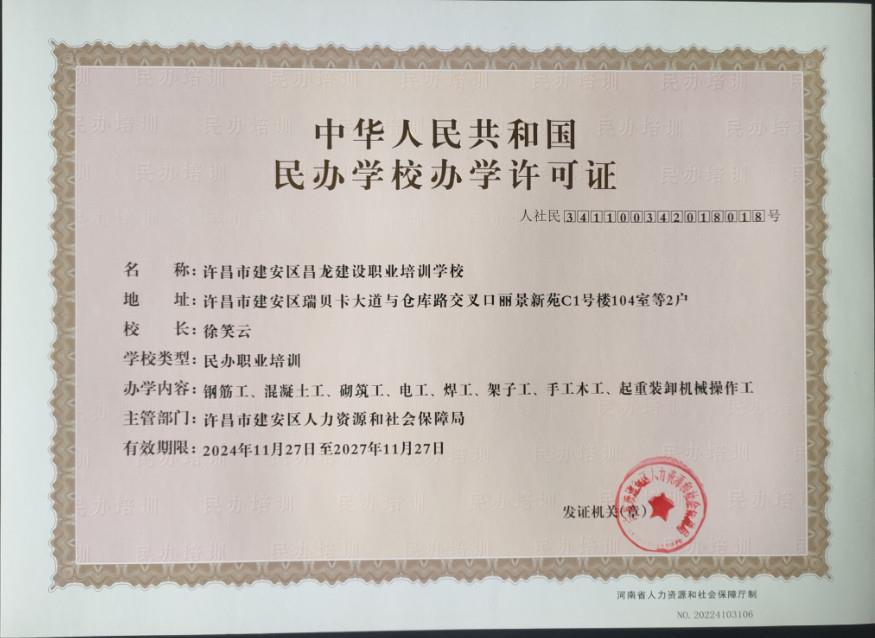 中华人民共和国
民办学校办学许可证
人社民341100342018018号
名　　称：许昌市建安区昌龙建设职业培训学校
地　　址：许昌市建安区瑞贝卡大道与仓库路交叉口丽景新苑C1号楼104室等2户
校　　长：徐笑云
学校类型：民办职业培训
办学内容：钢筋工、混凝土工、砌筑工、电工、焊工、架子工、手工木工、起重装卸机械操作工
主管部门：许昌市建安区人力资源和社会保障局
有效期限：2024年11月27日至2027年11月27日
发证机关(章)
河南省人力资源和社会保障厅制
NO. 20224103106